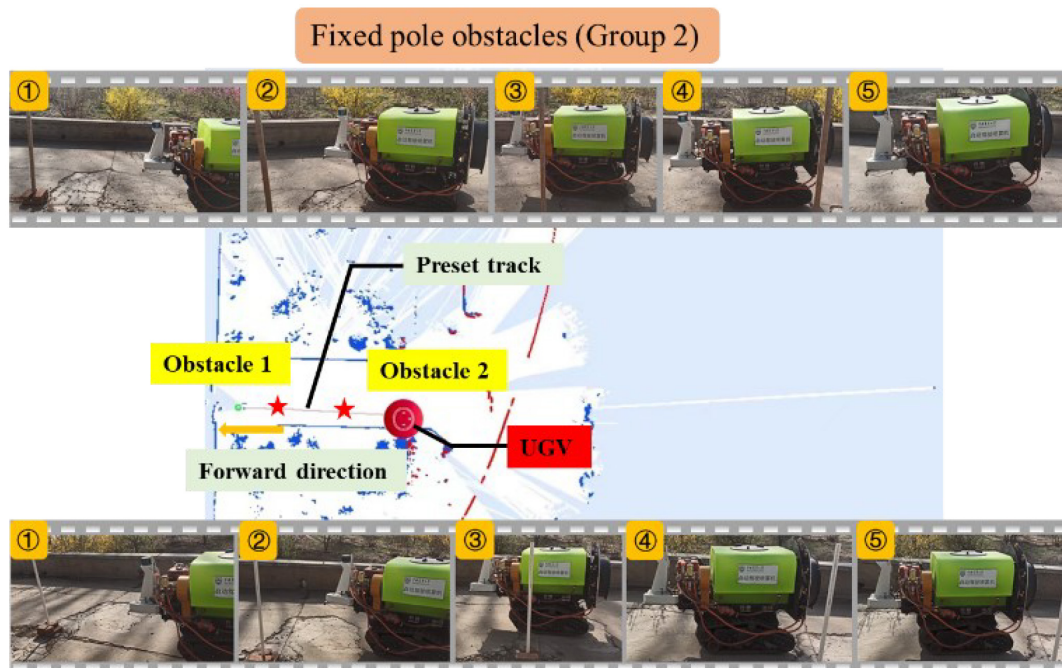 Fixed pole obstacles (Group 2)
①
②
③
④
⑤
Preset track
Obstacle 1
Obstacle 2
UGV
Forward direction
①
②
③
④
⑤